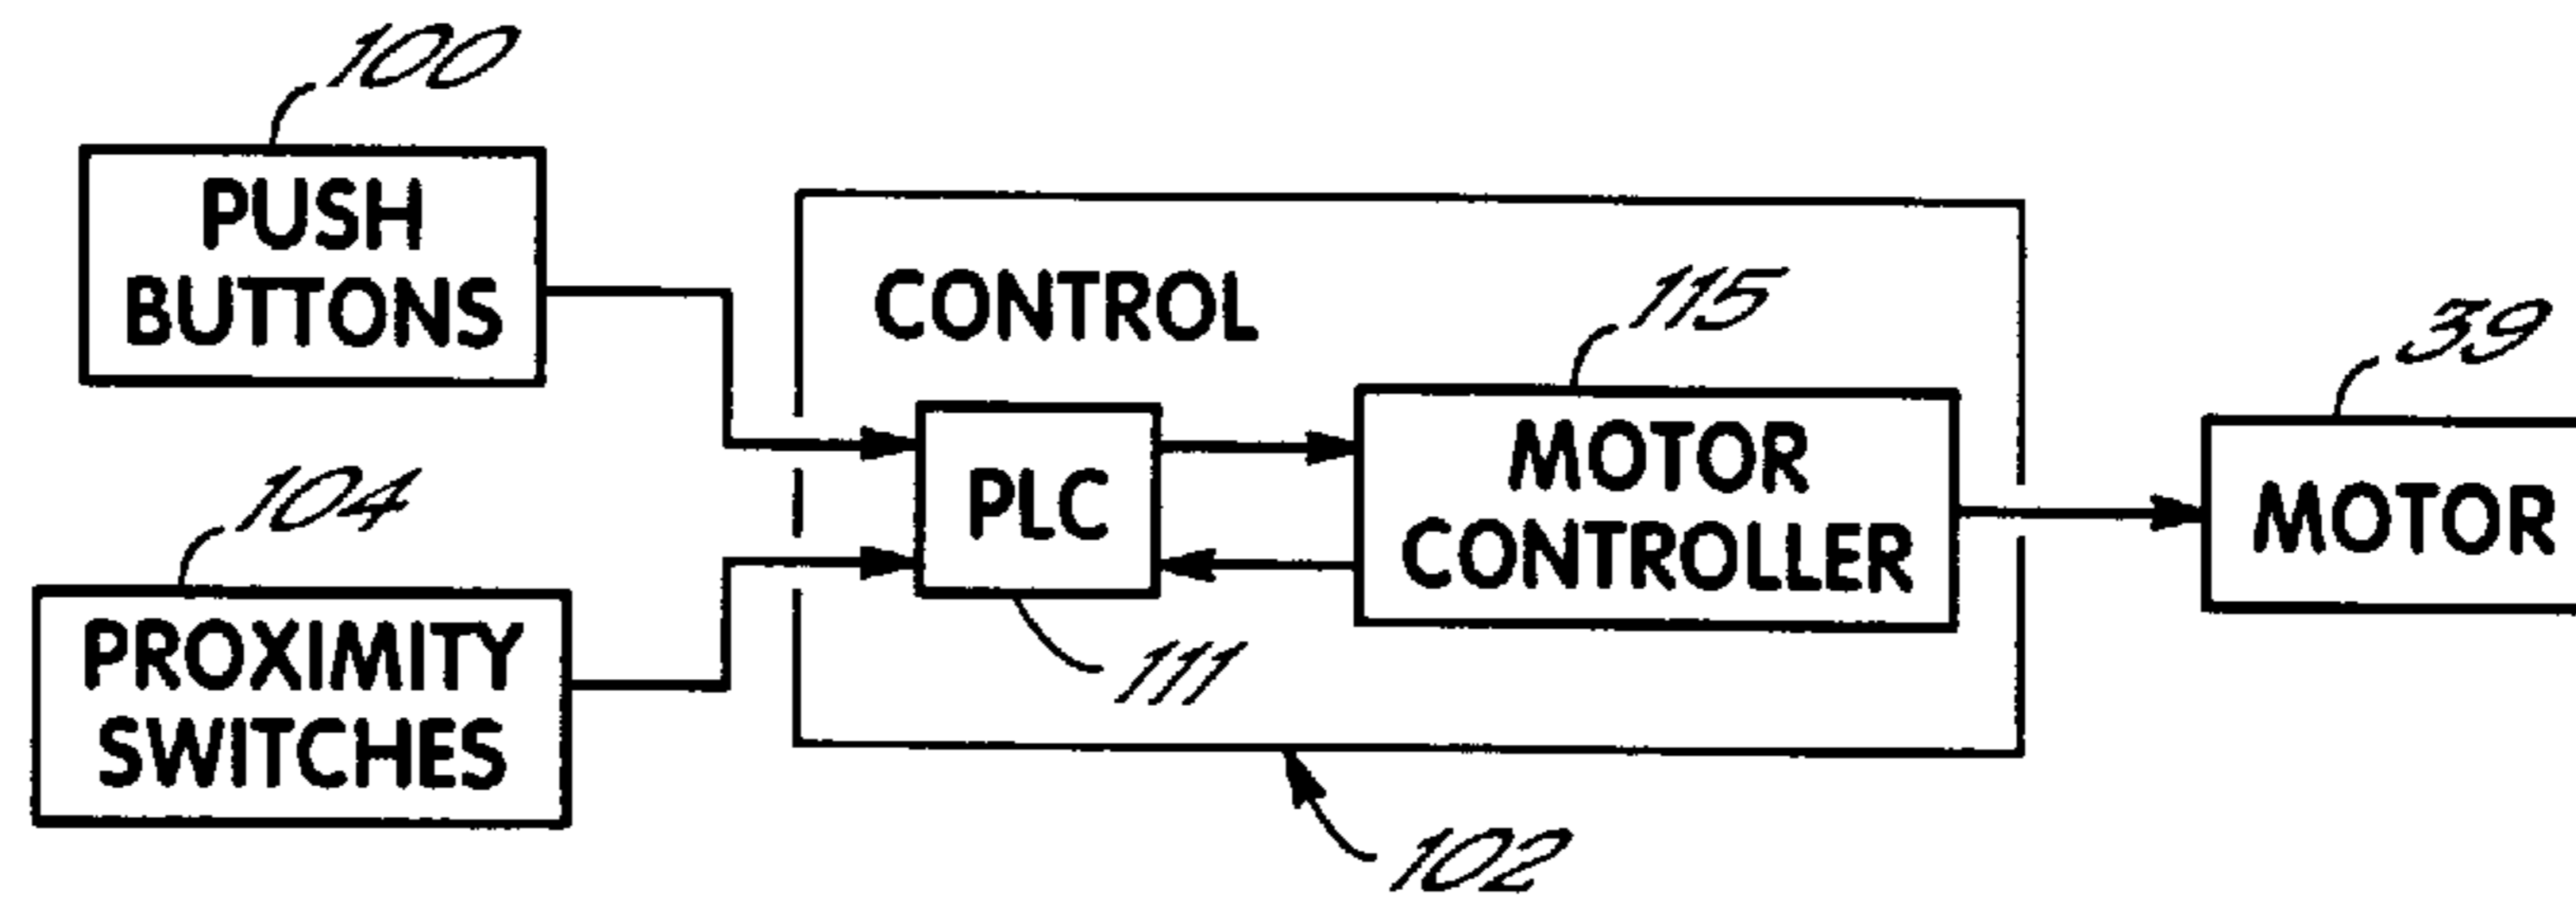 100
PUSH
BUTTONS
104
PROXIMITY
SWITCHES
CONTROL
PLC
111
115
MOTOR
CONTROLLER
102
39
MOTOR